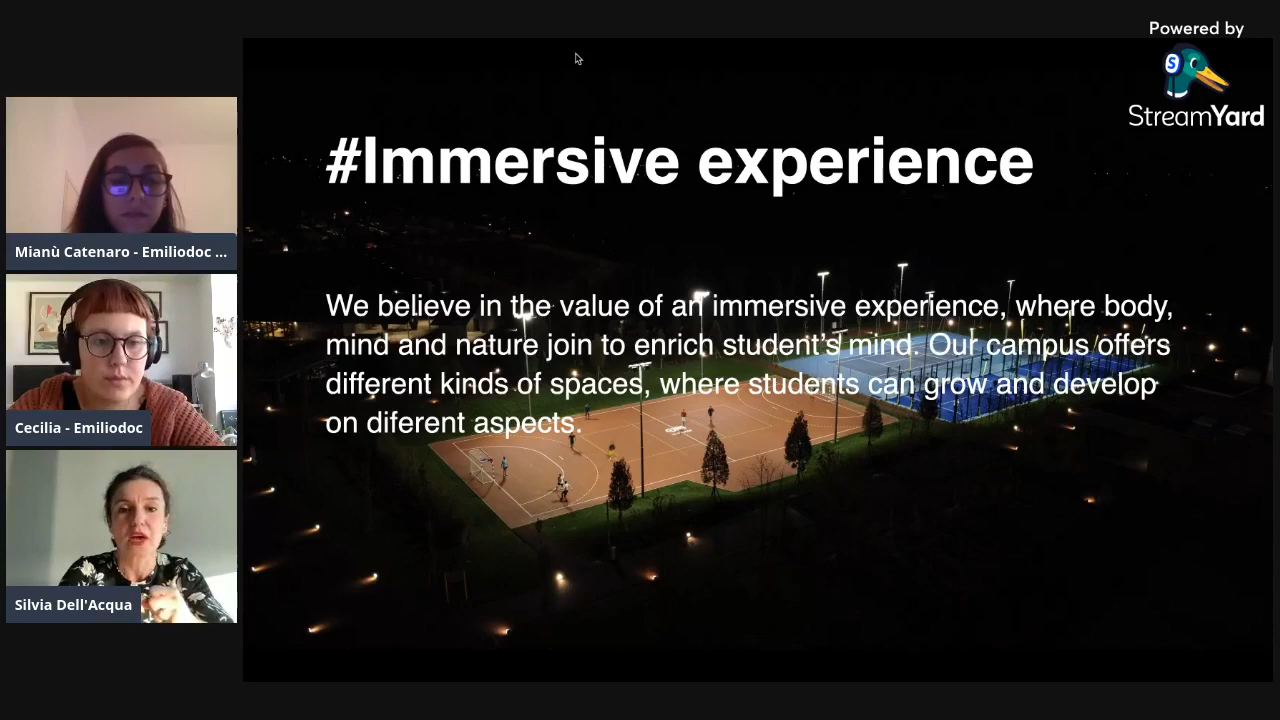 Powered by
S
StreamYard
Mianù Catenaro - Emiliodoc ...
Cecilia - Emiliodoc
Silvia Dell'Acqua
#Immersive experience
We believe in the value of an immersive experience, where body,
mind and nature join to enrich student's mind. Our campus offers
different kinds of spaces, where students can grow and develop
on diferent aspects.